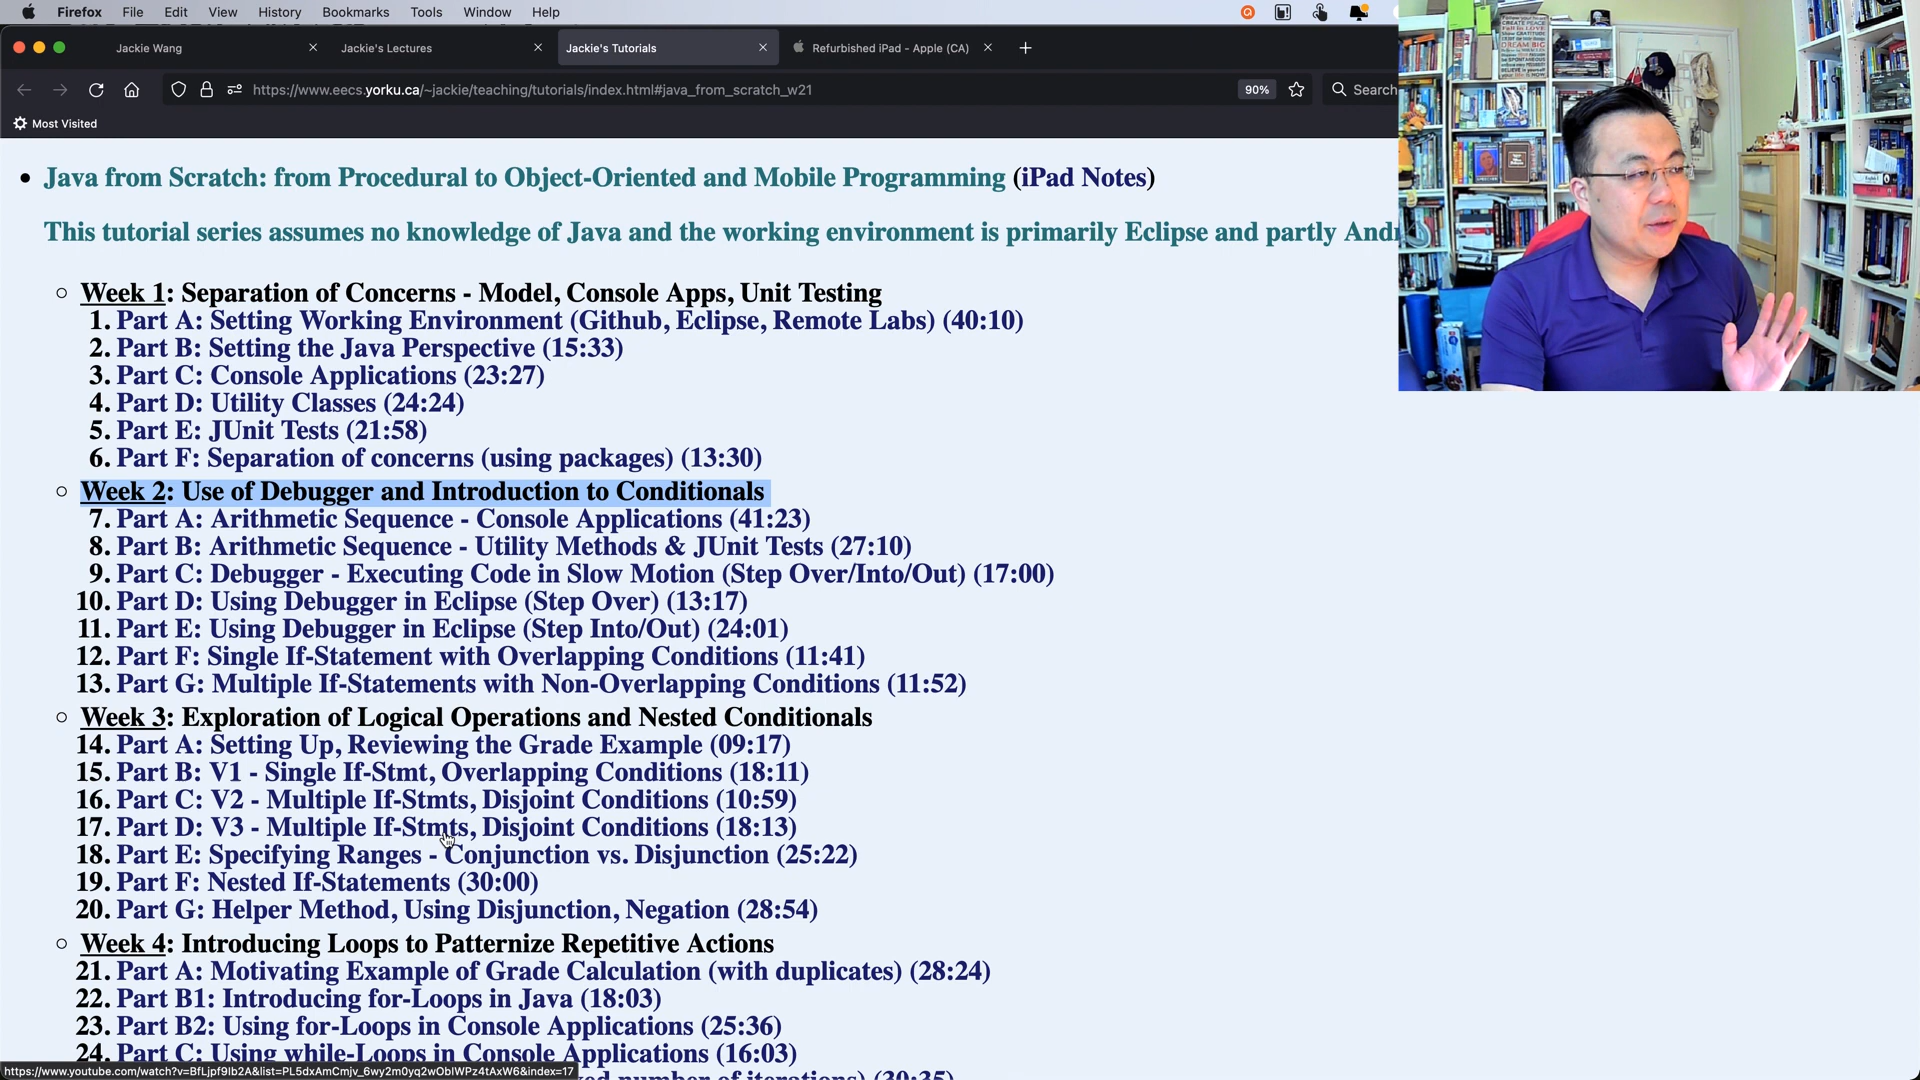 Firefox File Edit View History Bookmarks Tools Window Help
Jackie Wang
Jackie's Lectures
Jackie's Tutorials
Refurbished iPad - Apple (CA)
https://www.eecs.yorku.ca/~jackie/teaching/tutorials/index.html#java_from_scratch_w21
90%
Search
Most Visited
Java from Scratch: from Procedural to Object-Oriented and Mobile Programming (iPad Notes)
This tutorial series assumes no knowledge of Java and the working environment is primarily Eclipse and partly Andr
Week 1: Separation of Concerns - Model, Console Apps, Unit Testing
1. Part A: Setting Working Environment (Github, Eclipse, Remote Labs) (40:10)
2. Part B: Setting the Java Perspective (15:33)
3. Part C: Console Applications (23:27)
4. Part D: Utility Classes (24:24)
5. Part E: JUnit Tests (21:58)
6. Part F: Separation of concerns (using packages) (13:30)
Week 2: Use of Debugger and Introduction to Conditionals
7. Part A: Arithmetic Sequence - Console Applications (41:23)
8. Part B: Arithmetic Sequence - Utility Methods & JUnit Tests (27:10)
9. Part C: Debugger - Executing Code in Slow Motion (Step Over/Into/Out) (17:00)
10. Part D: Using Debugger in Eclipse (Step Over) (13:17)
11. Part E: Using Debugger in Eclipse (Step Into/Out) (24:01)
12. Part F: Single If-Statement with Overlapping Conditions (11:41)
13. Part G: Multiple If-Statements with Non-Overlapping Conditions (11:52)
Week 3: Exploration of Logical Operations and Nested Conditionals
14. Part A: Setting Up, Reviewing the Grade Example (09:17)
15. Part B: V1 - Single If-Stmt, Overlapping Conditions (18:11)
16. Part C: V2 - Multiple If-Stmts, Disjoint Conditions (10:59)
17. Part D: V3 - Multiple If-Stmts, Disjoint Conditions (18:13)
18. Part E: Specifying Ranges - Conjunction vs. Disjunction (25:22)
19. Part F: Nested If-Statements (30:00)
20. Part G: Helper Method, Using Disjunction, Negation (28:54)
Week 4: Introducing Loops to Patternize Repetitive Actions
21. Part A: Motivating Example of Grade Calculation (with duplicates) (28:24)
22. Part B1: Introducing for-Loops in Java (18:03)
23. Part B2: Using for-Loops in Console Applications (25:36)
24. Part C: Using while-Loops in Console Applications (16:03)
number of iterations) (30:35)